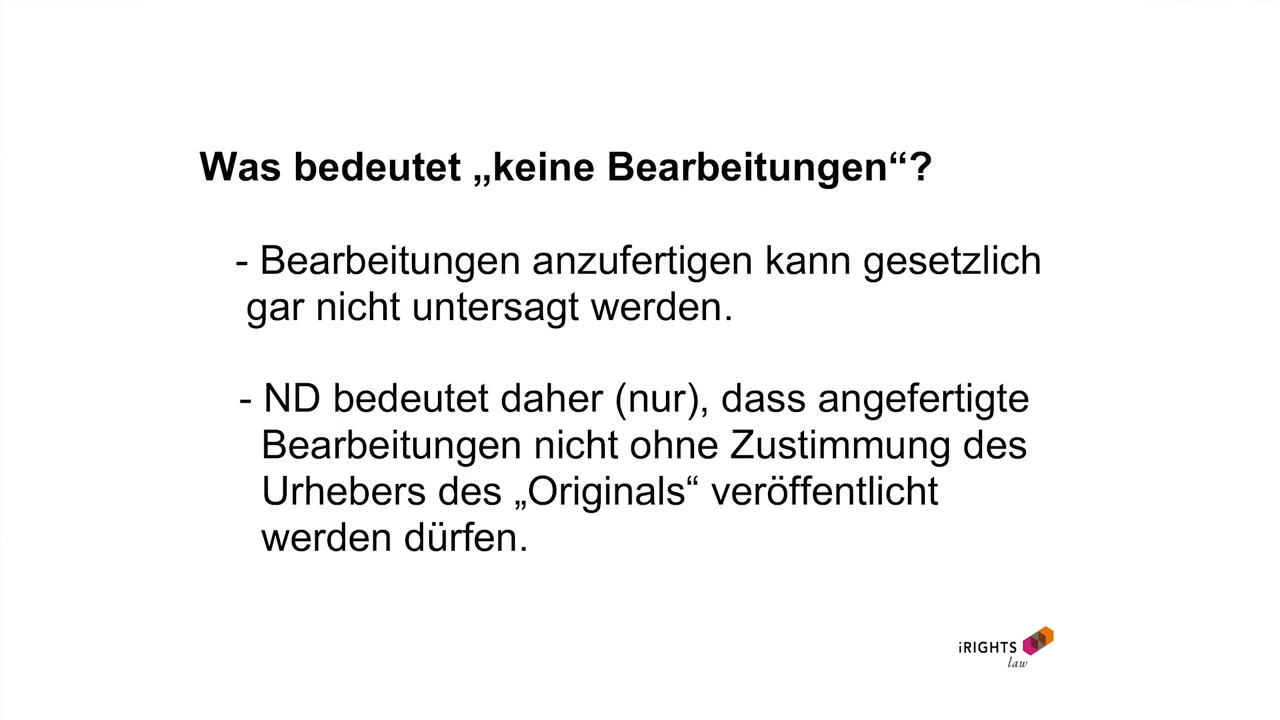 Was bedeutet „keine Bearbeitungen“?
- Bearbeitungen anzufertigen kann gesetzlich
gar nicht untersagt werden.
- ND bedeutet daher (nur), dass angefertigte
Bearbeitungen nicht ohne Zustimmung des
Urhebers des „Originals“ veröffentlicht
werden dürfen.
iRIGHTS
law